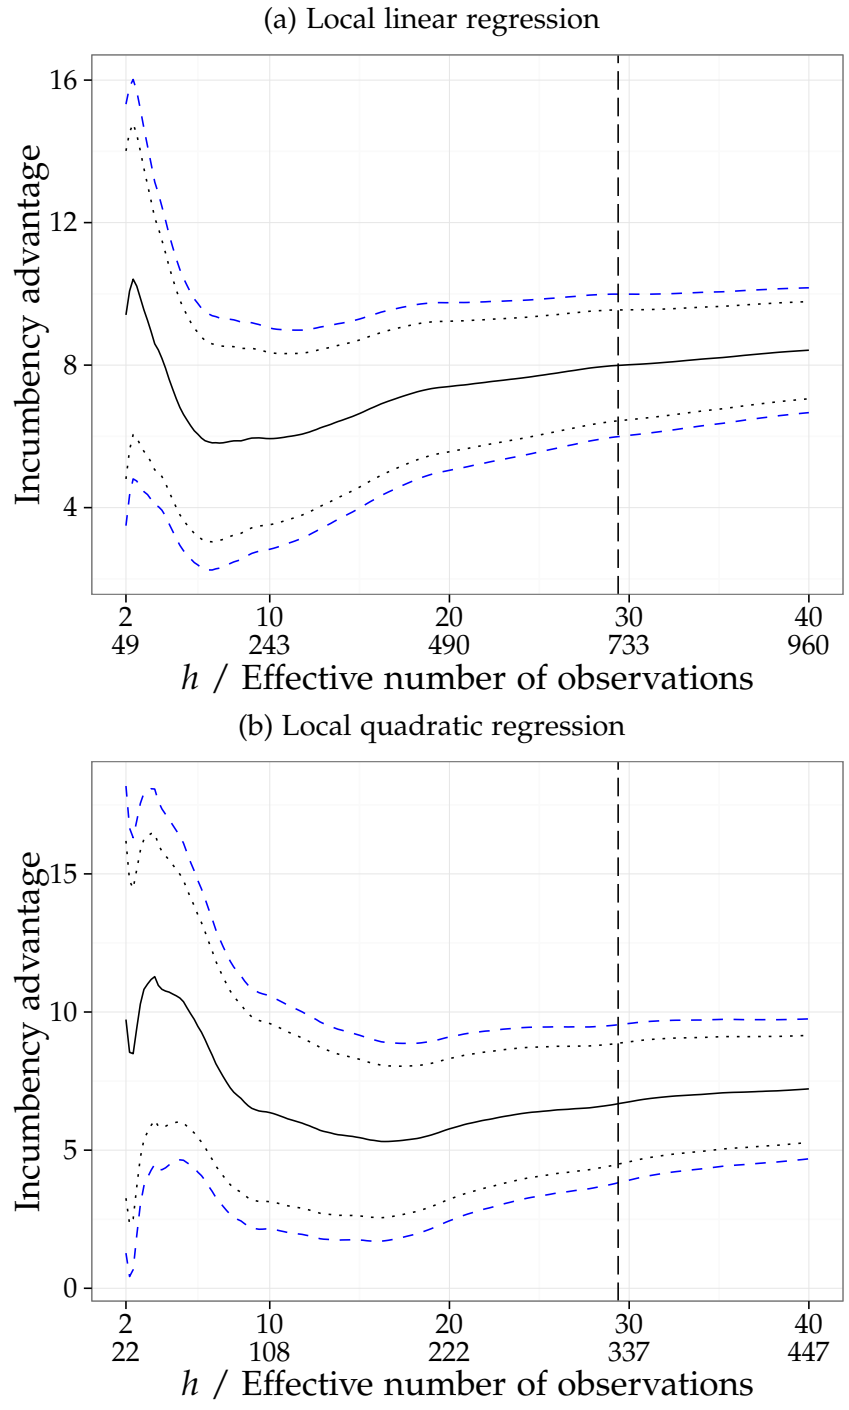 (a) Local linear regression
Incumbency advantage
16
12
8
4
2 10 20 30 40
49 243 490 733 960
h / Effective number of observations
(b) Local quadratic regression
Incumbency advantage
15
10
5
0
2 10 20 30 40
22 108 222 337 447
h / Effective number of observations